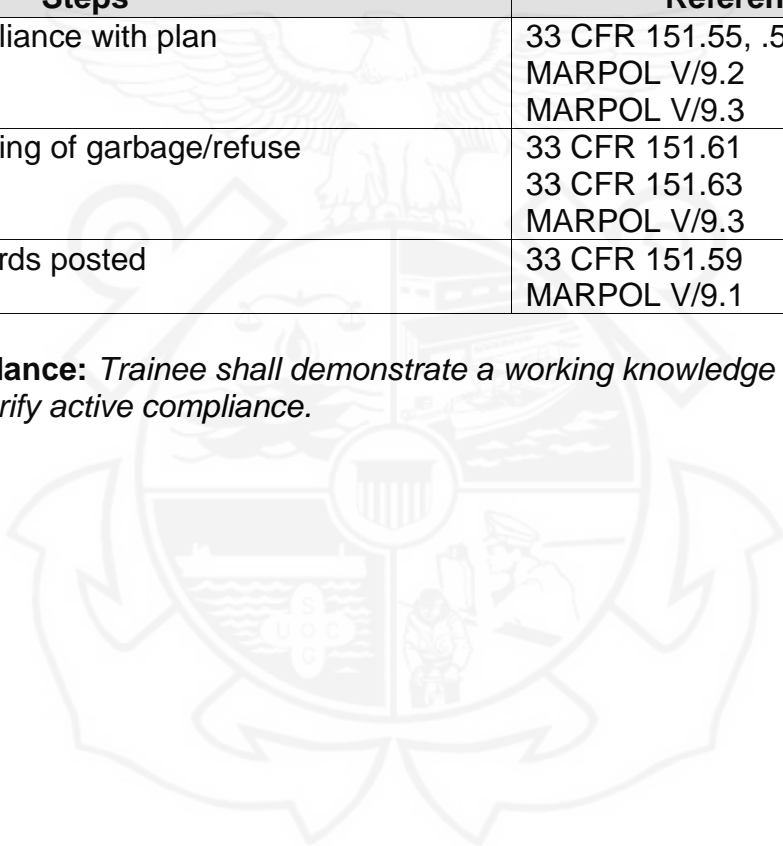 Steps Referen
liance with plan 33 CFR 151.55, .5
MARPOL V/9.2
MARPOL V/9.3
ing of garbage/refuse 33 CFR 151.61
33 CFR 151.63
MARPOL V/9.3
rds posted 33 CFR 151.59
MARPOL V/9.1
lance: Trainee shall demonstrate a working knowledge
rify active compliance.
S
U O C
G